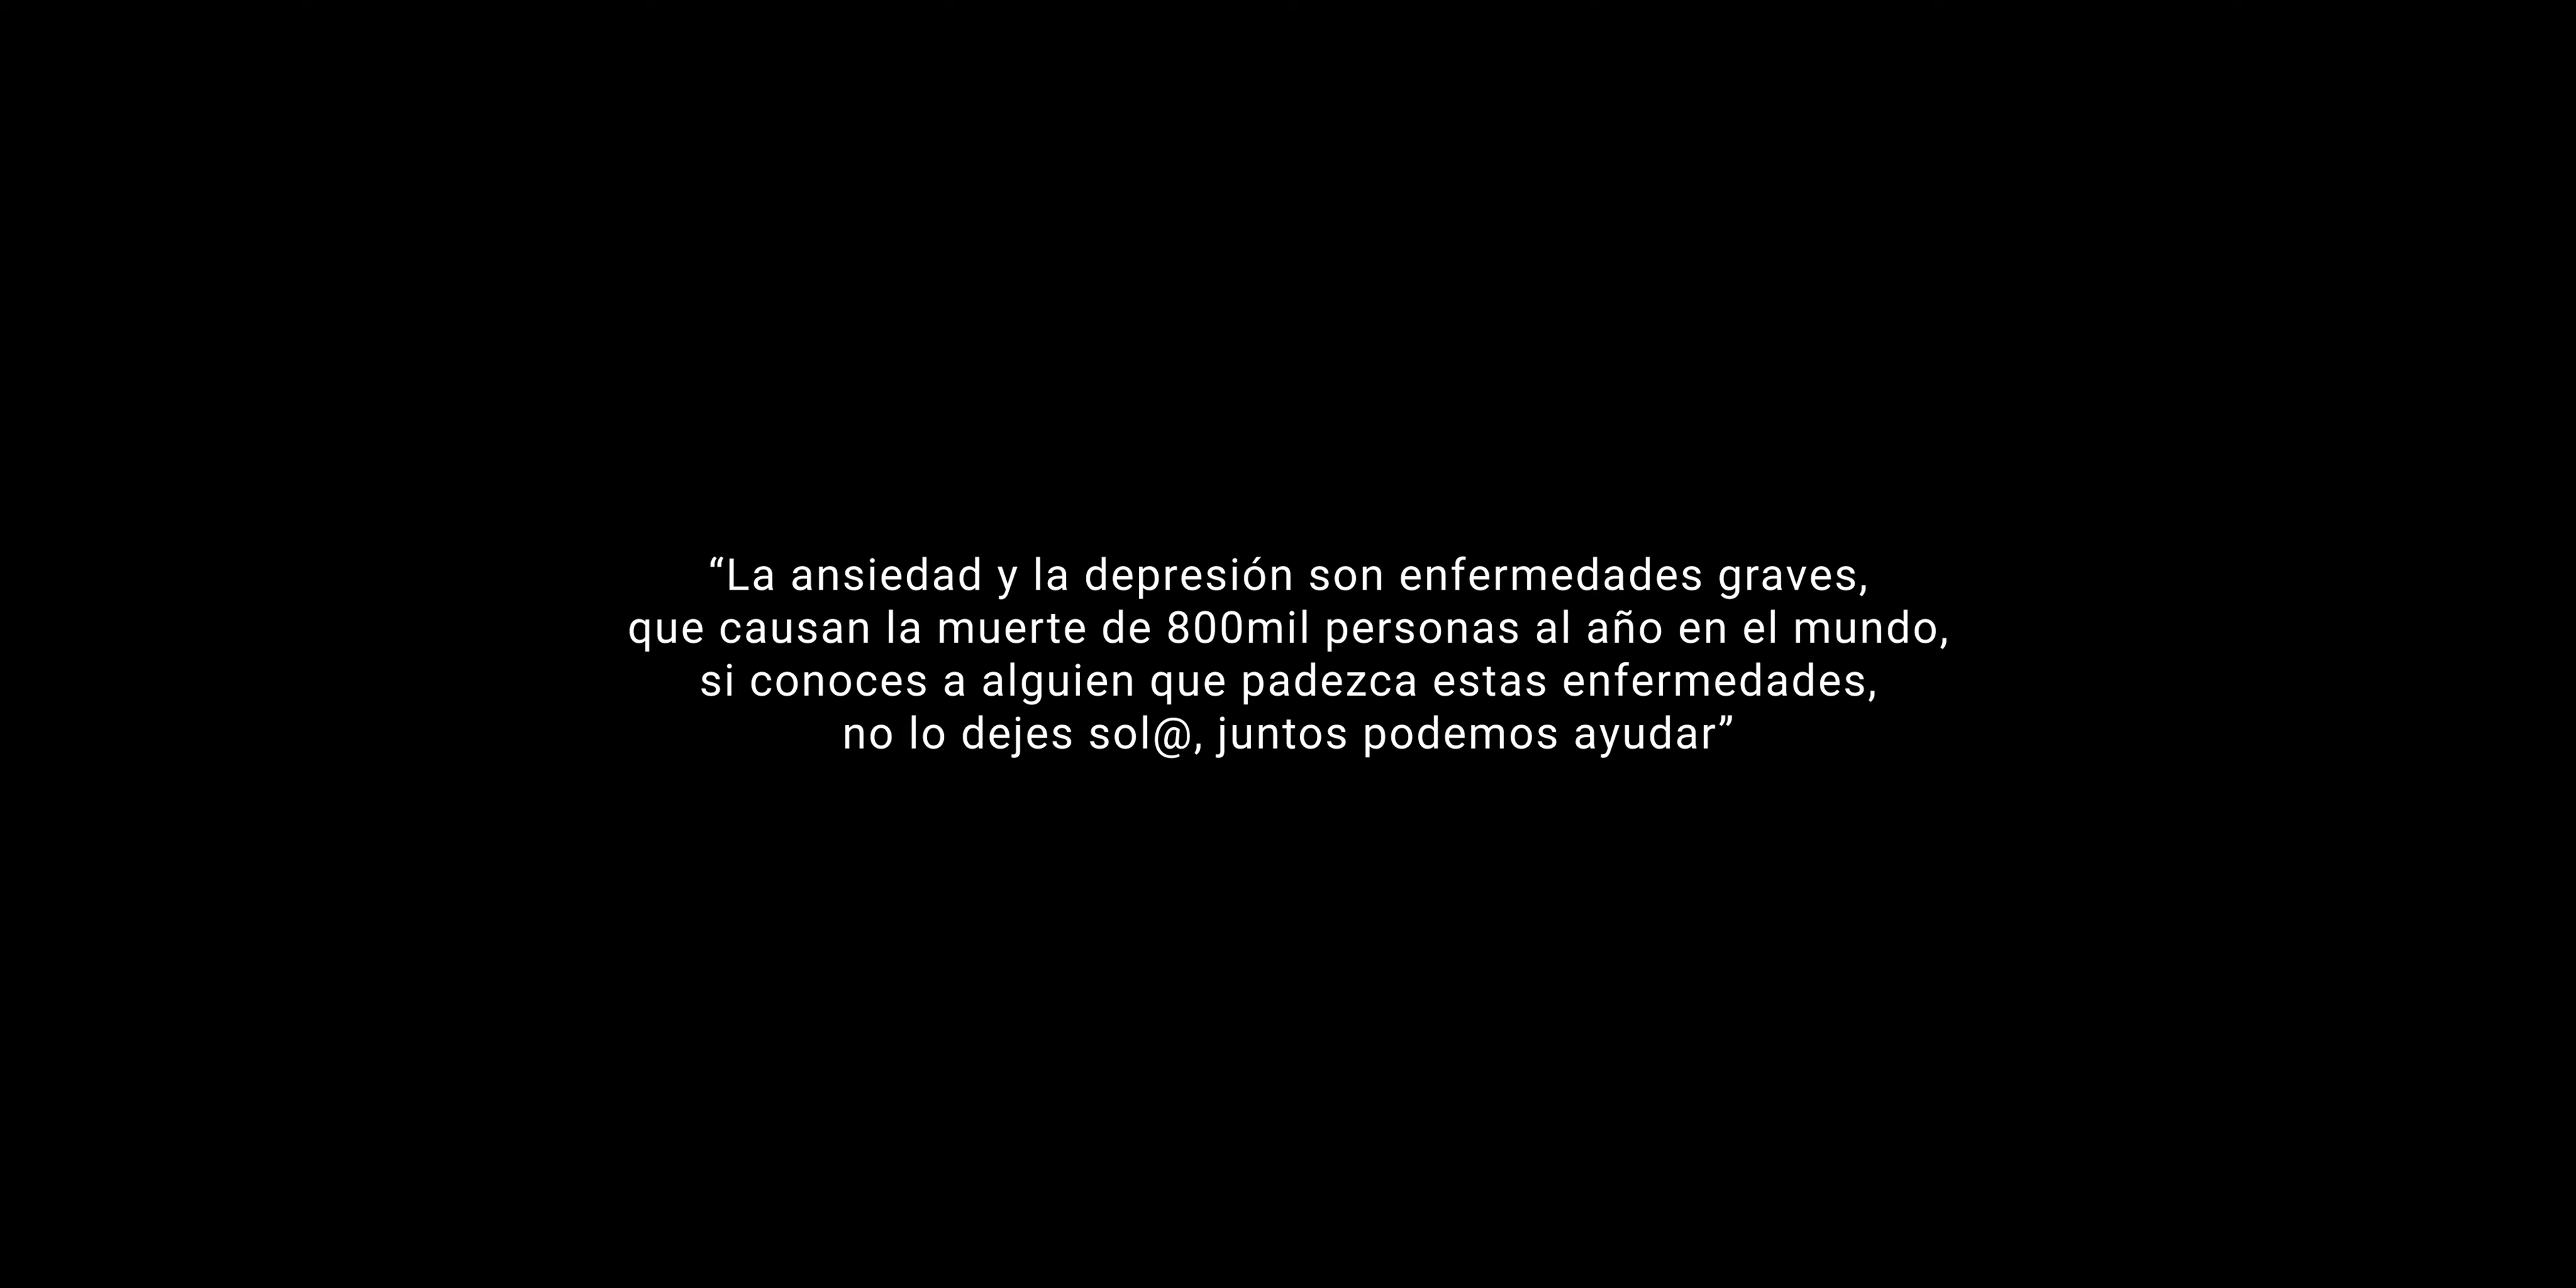 “La ansiedad y la depresión son enfermedades graves,
que causan la muerte de 800mil personas al año en el mundo,
si conoces a alguien que padezca estas enfermedades,
no lo dejes sol@, juntos podemos ayudar”